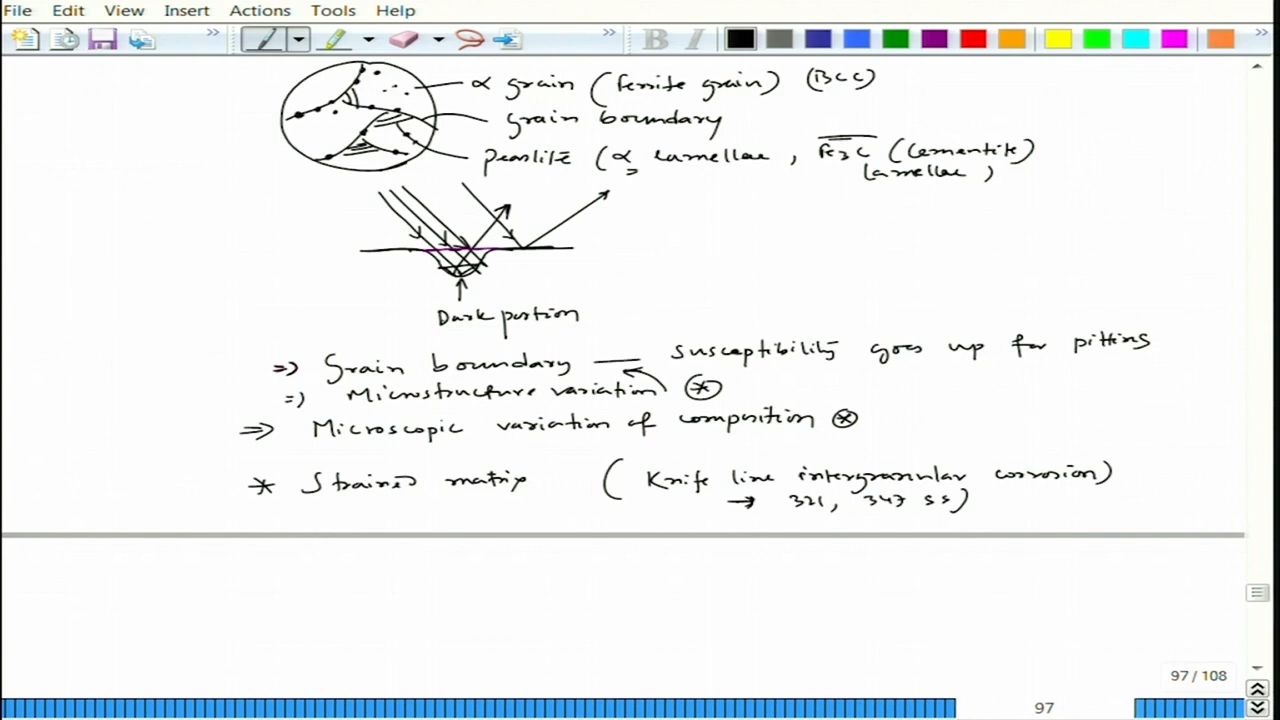 File Edit View Insert Actions Tools Help
B I
α grain (ferrite grain) (BCC)
grain boundary
pearlite (α lamellae, Fe3C (cementite)
lamellae)
Dark portion
=> Grain boundary — susceptibility goes up for pitting
=> Microstructure variation *
=> Microscopic variation of composition *
* Strained matrix (Knife line intergranular corrosion)
→ 321, 347 SS)
97 / 108
97